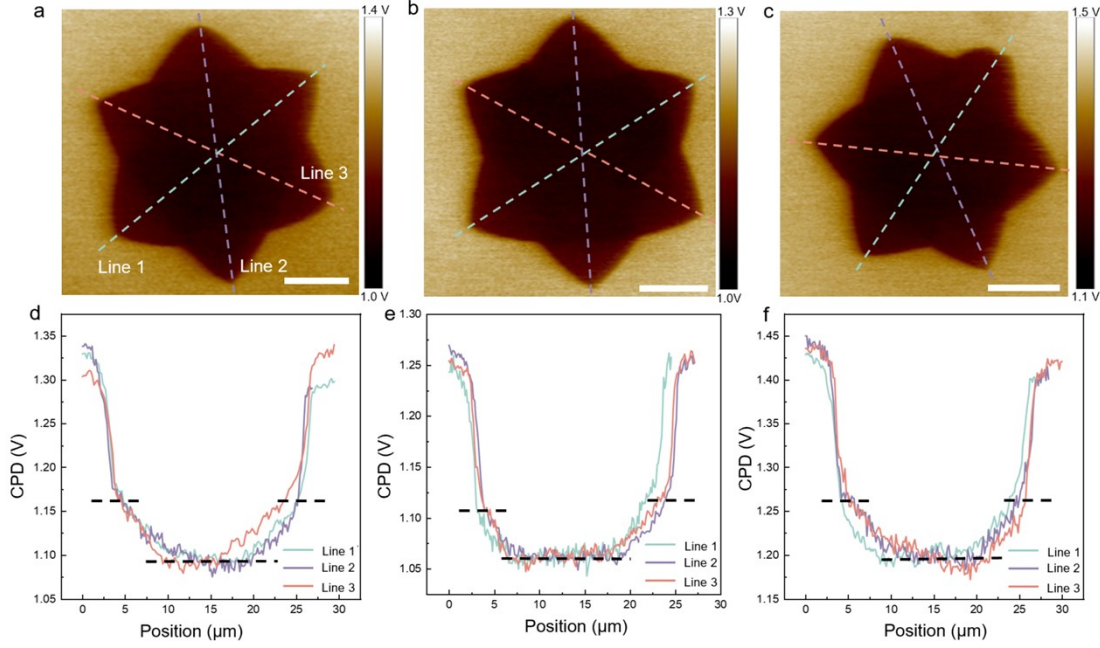 a
1.4 V
Line 3
Line 1
Line 2
1.0 V
b
1.3 V
1.0V
c
1.5 V
1.1 V
d
1.35
1.30
1.25
1.20
1.15
1.10
1.05
CPD (V)
Line 1
Line 2
Line 3
0 5 10 15 20 25 30
Position (μm)
e
1.30
1.25
1.20
1.15
1.10
1.05
CPD (V)
Line 1
Line 2
Line 3
0 5 10 15 20 25 30
Position (μm)
f
1.45
1.40
1.35
1.30
1.25
1.20
1.15
CPD (V)
Line 1
Line 2
Line 3
0 5 10 15 20 25 30
Position (μm)